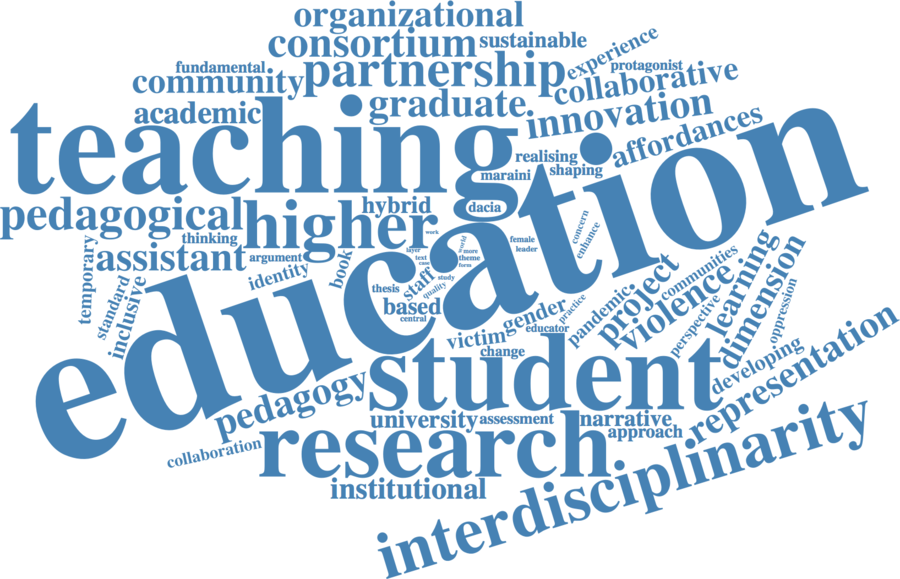 organizational
consortium
sustainable
experience
fundamental
community
partnership
protagonist
collaborative
academic
graduate
innovation
teaching
affordances
realising
maraini
shaping
education
pedagogical
higher
hybrid
dacia
thinking
work
assistant
argument
temporary
identity
book
layer
text
case
world
more
theme
form
female
leader
concern
enhance
standard
inclusive
thesis
staff
study
quality
based
central
gender
practice
educator
victim
change
pandemic
project
violence
communities
perspective
learning
dimension
oppression
developing
representation
student
pedagogy
university
assessment
narrative
approach
collaboration
research
institutional
interdisciplinarity